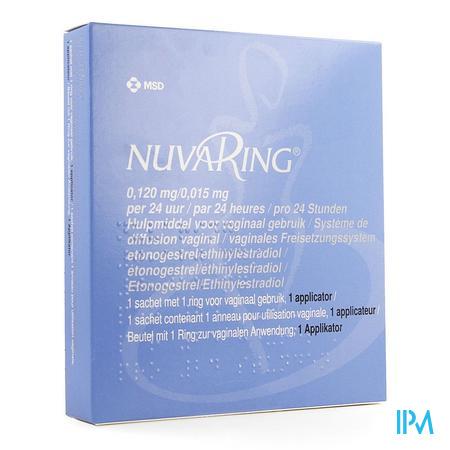 MSD
NUVARING®
0,120 mg/0,015 mg
per 24 uur / par 24 heures / pro 24 Stunden
Hulpmiddel voor vaginaal gebruik / Système de
diffusion vaginal / vaginales Freisetzungssystem
etonogestrel/ethinylestradiol
étonogestrel/éthinylestradiol
Etonogestrel/Ethinylestradiol
1 sachet met 1 ring voor vaginaal gebruik, 1 applicator /
1 sachet contenant 1 anneau pour utilisation vaginale, 1 applicateur /
Beutel mit 1 Ring zur vaginalen Anwendung, 1 Applikator
IPM